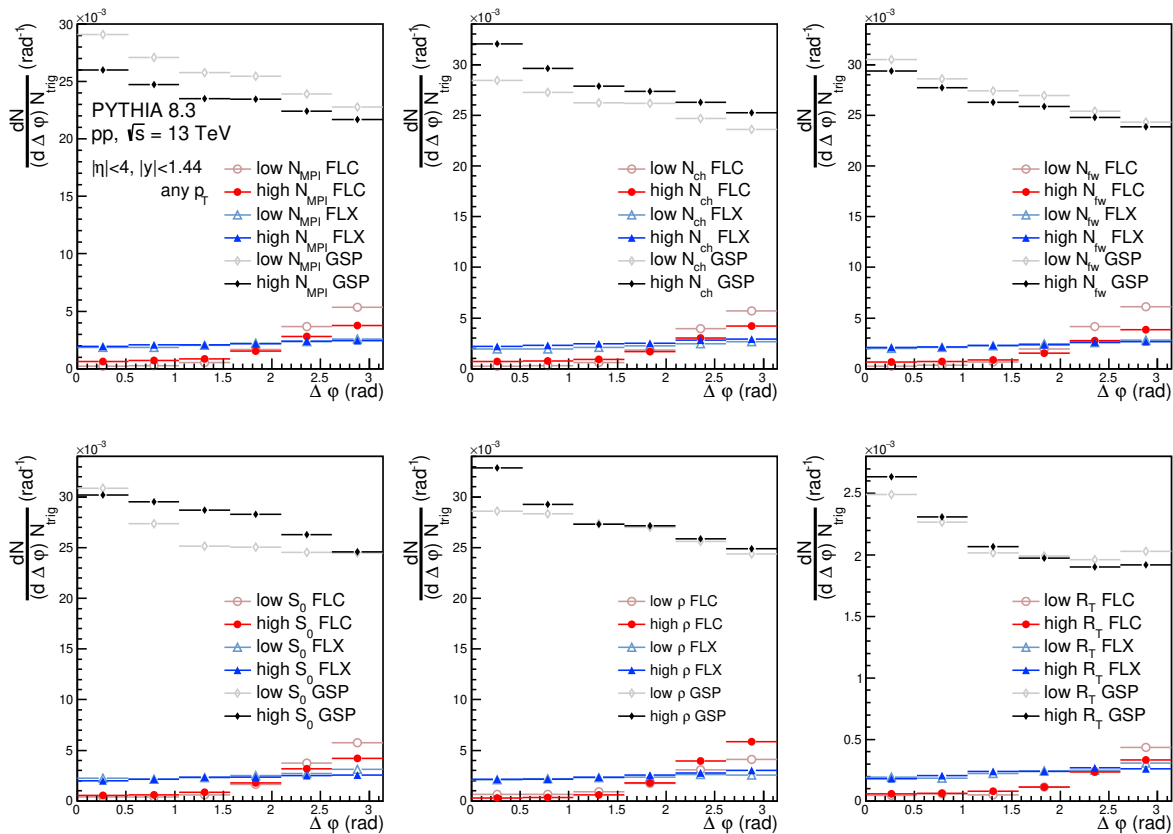 ×10⁻³
30
25
20
15
10
5
0
dN
(d Δ φ) N_trig (rad⁻¹)
PYTHIA 8.3
pp, √s = 13 TeV
|η|<4, |y|<1.44
any p_T
low N_MPI FLC
high N_MPI FLC
low N_MPI FLX
high N_MPI FLX
low N_MPI GSP
high N_MPI GSP
0 0.5 1 1.5 2 2.5 3
Δ φ (rad)
×10⁻³
30
25
20
15
10
5
0
dN
(d Δ φ) N_trig (rad⁻¹)
low N_ch FLC
high N_ch FLC
low N_ch FLX
high N_ch FLX
low N_ch GSP
high N_ch GSP
0 0.5 1 1.5 2 2.5 3
Δ φ (rad)
×10⁻³
30
25
20
15
10
5
0
dN
(d Δ φ) N_trig (rad⁻¹)
low N_fw FLC
high N_fw FLC
low N_fw FLX
high N_fw FLX
low N_fw GSP
high N_fw GSP
0 0.5 1 1.5 2 2.5 3
Δ φ (rad)
×10⁻³
30
25
20
15
10
5
0
dN
(d Δ φ) N_trig (rad⁻¹)
low S_0 FLC
high S_0 FLC
low S_0 FLX
high S_0 FLX
low S_0 GSP
high S_0 GSP
0 0.5 1 1.5 2 2.5 3
Δ φ (rad)
×10⁻³
30
25
20
15
10
5
0
dN
(d Δ φ) N_trig (rad⁻¹)
low ρ FLC
high ρ FLC
low ρ FLX
high ρ FLX
low ρ GSP
high ρ GSP
0 0.5 1 1.5 2 2.5 3
Δ φ (rad)
×10⁻³
2.5
2
1.5
1
0.5
0
dN
(d Δ φ) N_trig (rad⁻¹)
low R_T FLC
high R_T FLC
low R_T FLX
high R_T FLX
low R_T GSP
high R_T GSP
0 0.5 1 1.5 2 2.5 3
Δ φ (rad)